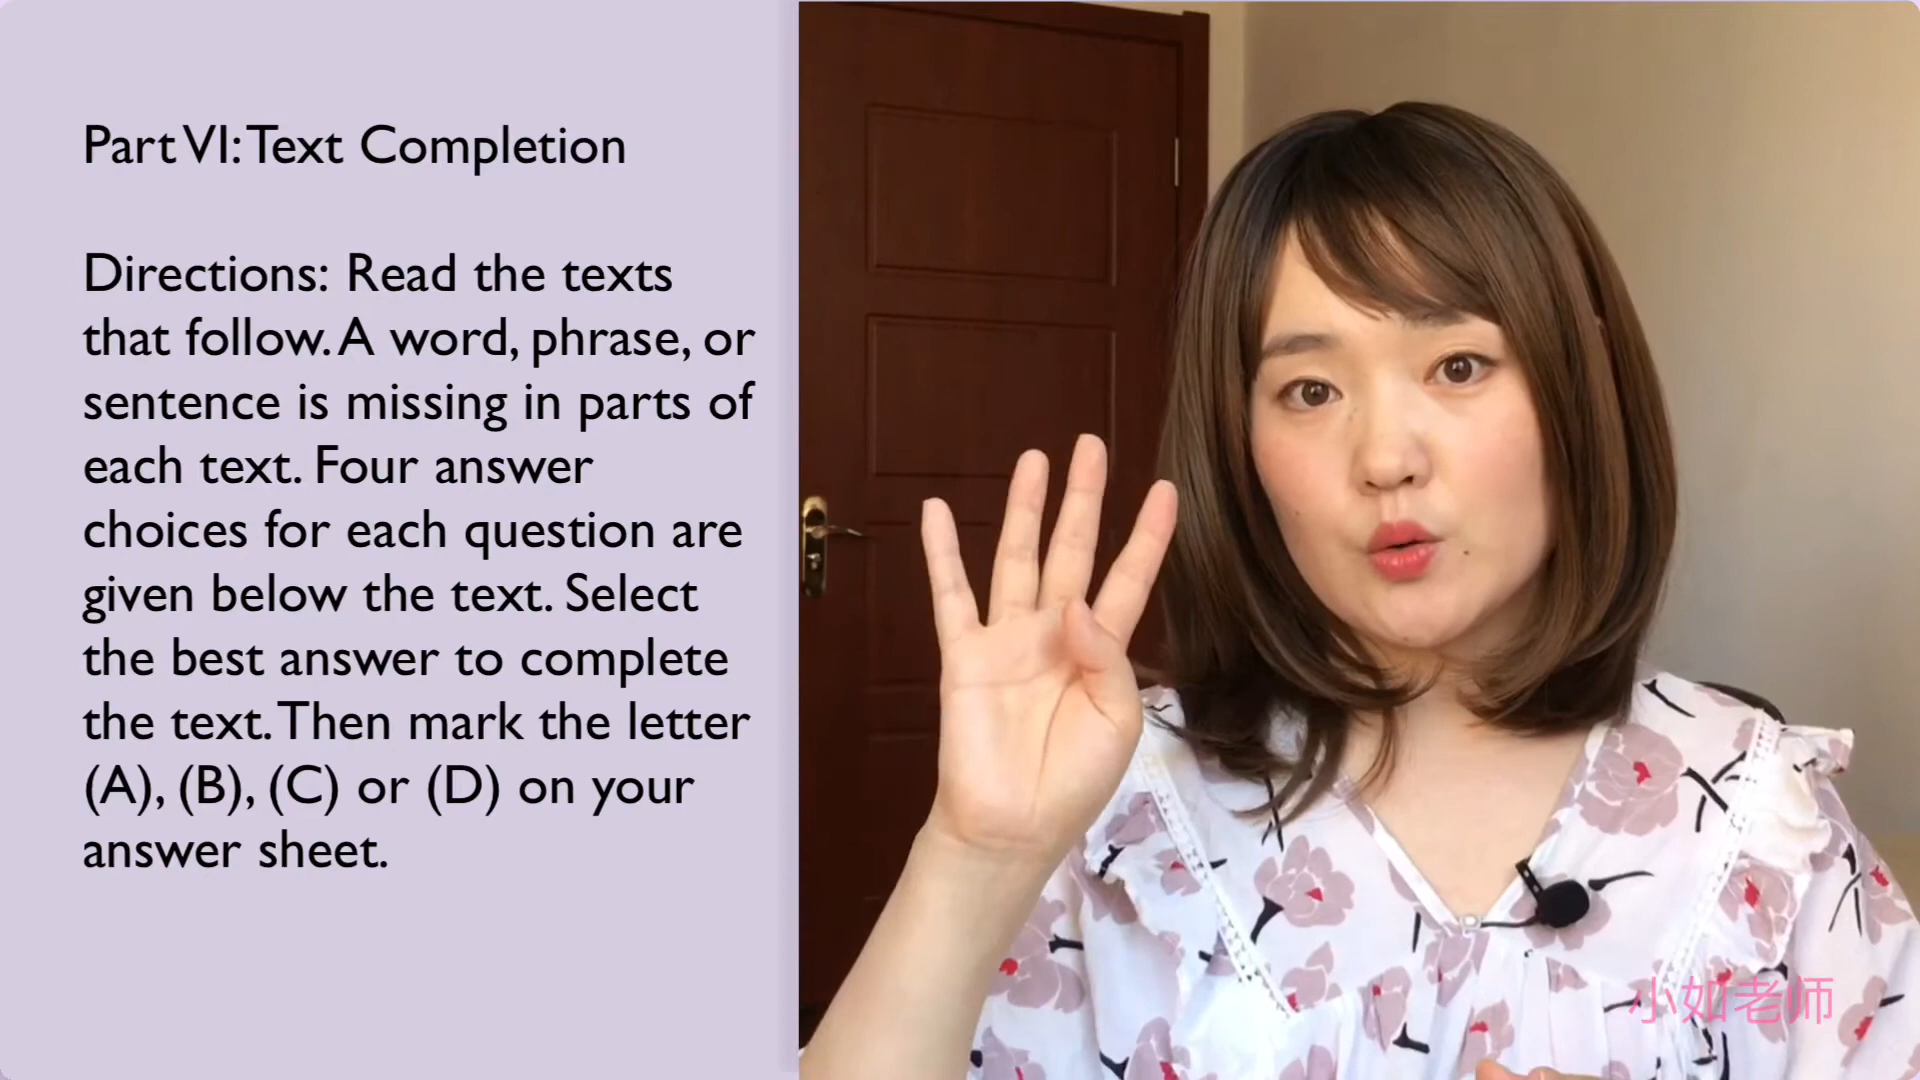 Part VI: Text Completion
Directions: Read the texts
that follow. A word, phrase, or
sentence is missing in parts of
each text. Four answer
choices for each question are
given below the text. Select
the best answer to complete
the text. Then mark the letter
(A), (B), (C) or (D) on your
answer sheet.
小如老师